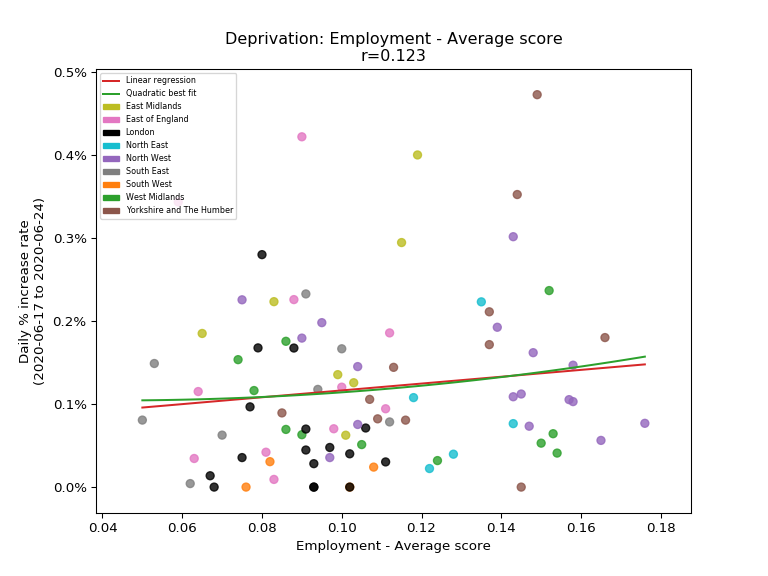 Deprivation: Employment - Average score
r=0.123
0.5%
0.4%
0.3%
0.2%
0.1%
0.0%
Daily % increase rate
(2020-06-17 to 2020-06-24)
Linear regression
Quadratic best fit
East Midlands
East of England
London
North East
North West
South East
South West
West Midlands
Yorkshire and The Humber
0.04
0.06
0.08
0.10
0.12
0.14
0.16
0.18
Employment - Average score